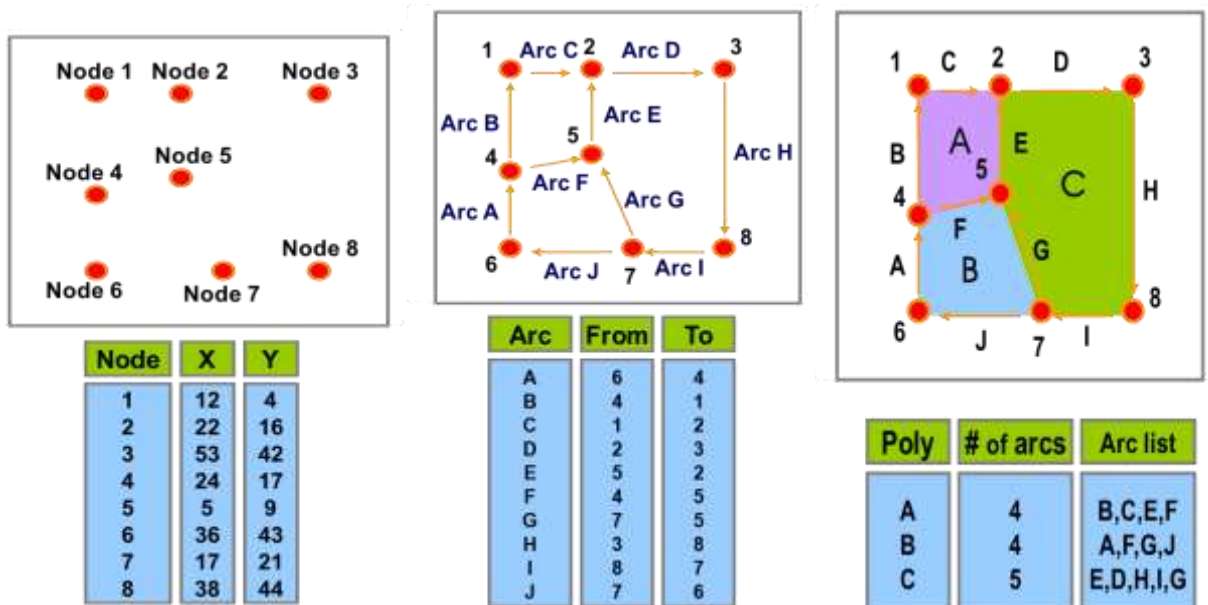 Node 1 Node 2 Node 3
Node 5
Node 4
Node 8
Node 6 Node 7
Node X Y
1 12 4
2 22 16
3 53 42
4 24 17
5 5 9
6 36 43
7 17 21
8 38 44
1 Arc C 2 Arc D 3
Arc B Arc E
5
4 Arc H
Arc F
Arc G
Arc A
8
6 Arc J 7 Arc I
Arc From To
A 6 4
B 4 1
C 1 2
D 2 3
E 5 2
F 4 5
G 7 5
H 3 8
I 8 7
J 7 6
1 C 2 D 3
A E
B 5 C H
4
F G
A B
8
6 J 7 I
Poly # of arcs Arc list
A 4 B,C,E,F
B 4 A,F,G,J
C 5 E,D,H,I,G